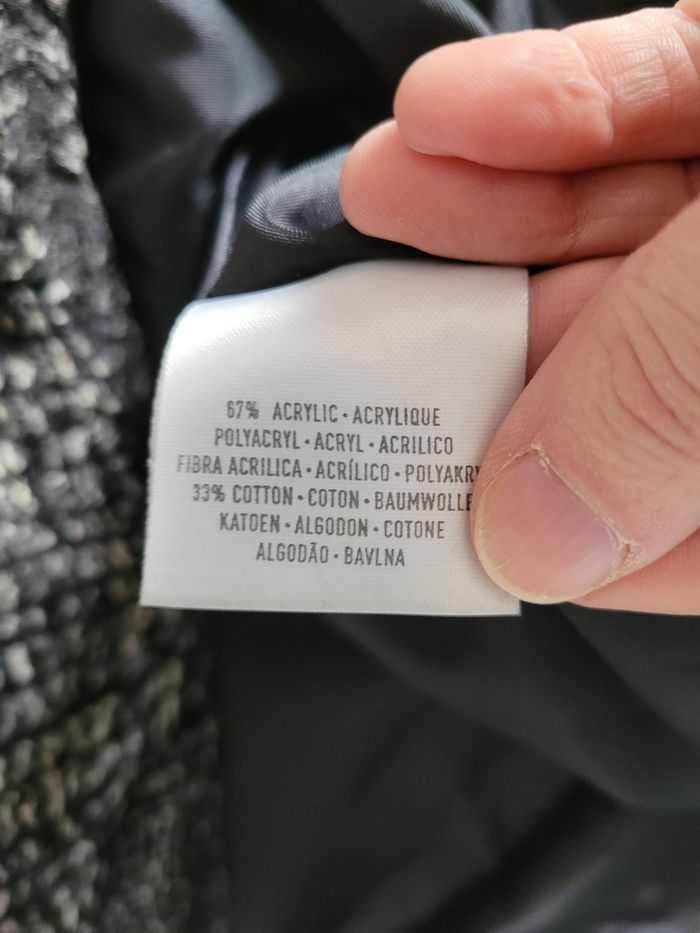 67% ACRYLIC • ACRYLIQUE
POLYACRYL • ACRYL • ACRILICO
FIBRA ACRILICA • ACRÍLICO •
33% COTTON • COTON • BAUMWOLLE
KATOEN • ALGODON • COTONE
ALGODÃO • BAVLNA